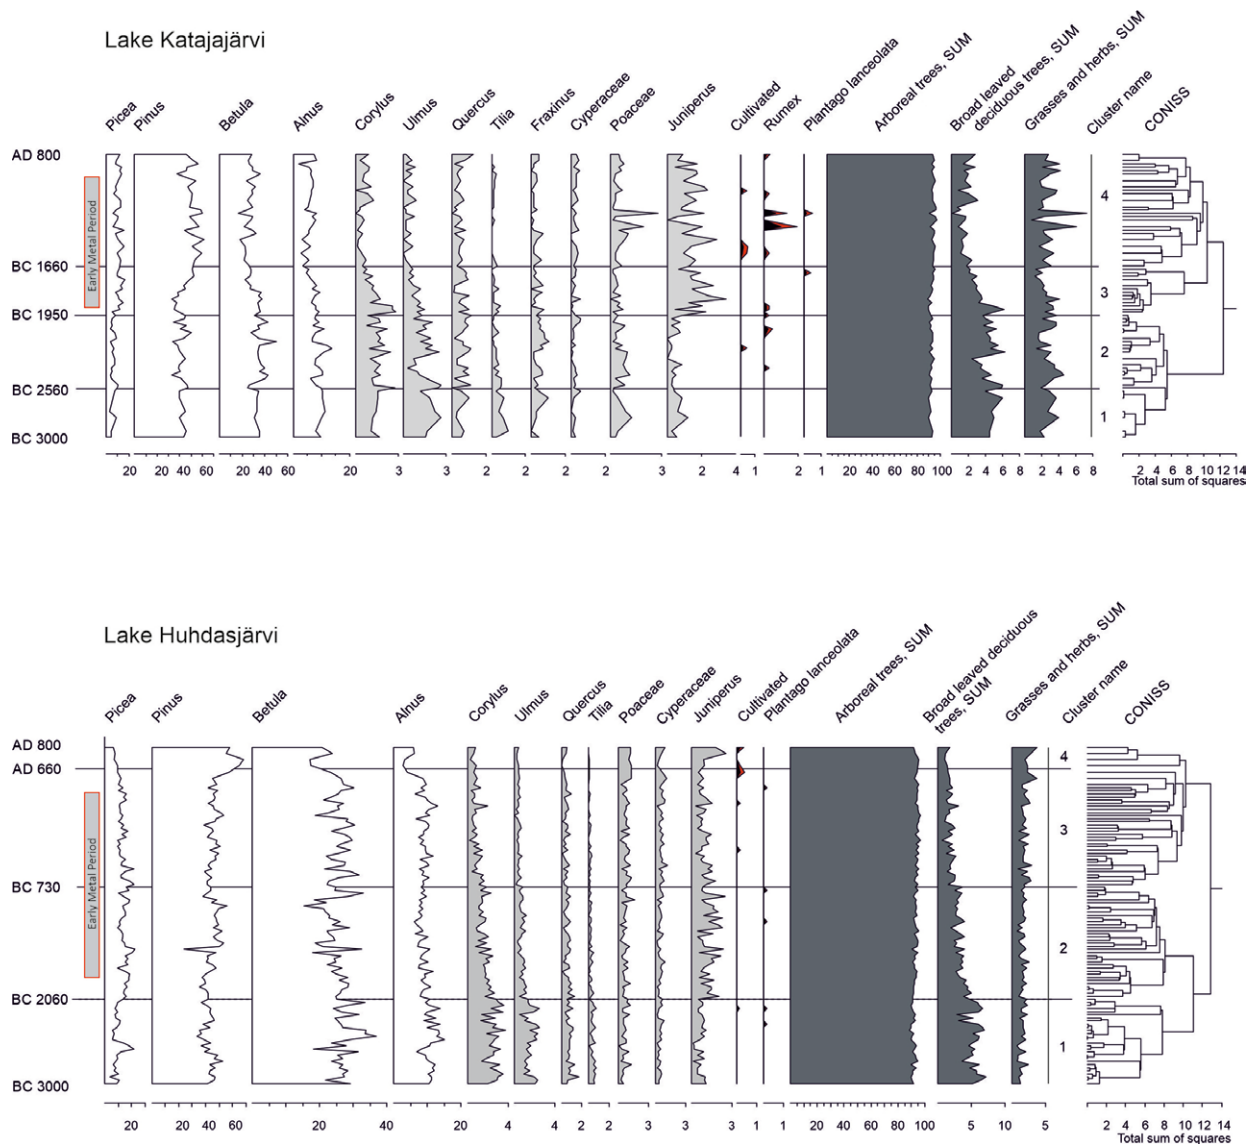 Lake Katajajärvi
Picea
Pinus
Betula
Alnus
Corylus
Ulmus
Quercus
Tilia
Fraxinus
Cyperaceae
Poaceae
Juniperus
Cultivated
Rumex
Plantago lanceolata
Arboreal trees, SUM
Broad leaved
deciduous trees, SUM
Grasses and herbs, SUM
Cluster name
CONISS
AD 800
Early Metal Period
BC 1660
BC 1950
BC 2560
BC 3000
4
3
2
1
20 20 40 60 20 40 60 20 3 3 2 2 2 2 3 2 4 1 2 1 20 40 60 80 100 2 4 6 8 2 4 6 8 2 4 6 8 10 12 14
Total sum of squares
Lake Huhdasjärvi
Picea
Pinus
Betula
Alnus
Corylus
Ulmus
Quercus
Tilia
Poaceae
Cyperaceae
Juniperus
Cultivated
Plantago lanceolata
Arboreal trees, SUM
Broad leaved deciduous
trees, SUM
Grasses and herbs, SUM
Cluster name
CONISS
AD 800
AD 660
Early Metal Period
BC 730
BC 2060
BC 3000
4
3
2
1
20 20 40 60 20 40 20 4 4 2 2 3 3 3 1 1 20 40 60 80 100 5 10 5 2 4 6 8 10 12 14
Total sum of squares